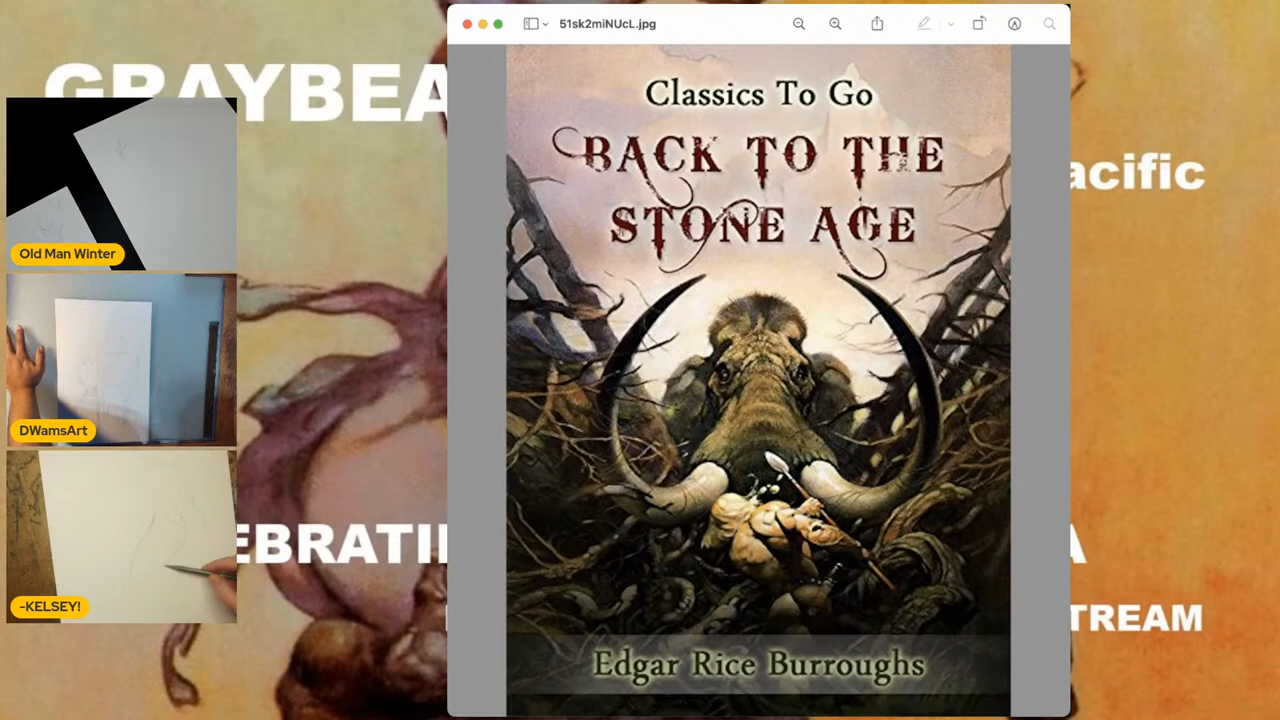 GRAYBEA
acific
EBRATI
A
TREAM
Old Man Winter
DWamsArt
-KELSEY!
51sk2miNUcL.jpg
Classics To Go
BACK TO THE
STONE AGE
Edgar Rice Burroughs